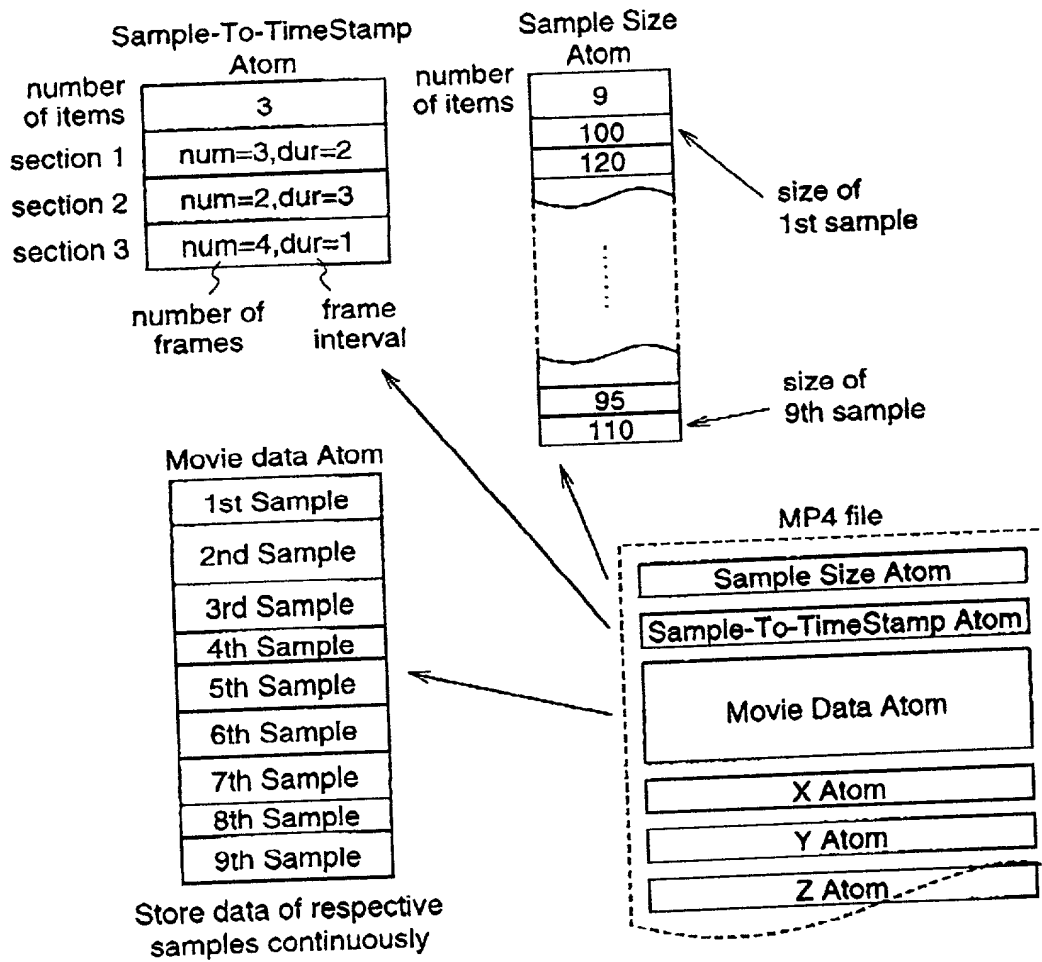 Sample-To-TimeStamp
Atom
number
of items
3
section 1
num=3,dur=2
section 2
num=2,dur=3
section 3
num=4,dur=1
number of
frames
frame
interval
Sample Size
Atom
number
of items
9
100
120
size of
1st sample
95
110
size of
9th sample
Movie data Atom
1st Sample
2nd Sample
3rd Sample
4th Sample
5th Sample
6th Sample
7th Sample
8th Sample
9th Sample
Store data of respective
samples continuously
MP4 file
Sample Size Atom
Sample-To-TimeStamp Atom
Movie Data Atom
X Atom
Y Atom
Z Atom